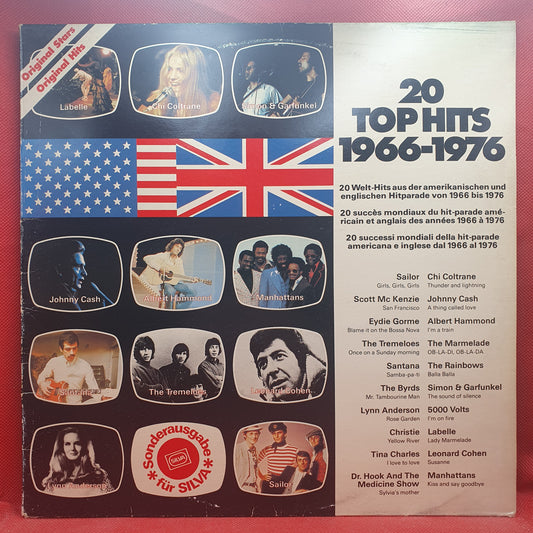 Original Stars
Original Hits
Labelle
Chi Coltrane
Simon & Garfunkel
Johnny Cash
Albert Hammond
Manhattans
Santana
The Tremeloes
Leonard Cohen
Lynn Anderson
Sonderausgabe
SILVA
* für SILVA *
Sailor
20
TOP HITS
1966-1976
20 Welt-Hits aus der amerikanischen und
englischen Hitparade von 1966 bis 1976
20 succès mondiaux du hit-parade amé-
ricain et anglais des années 1966 à 1976
20 successi mondiali della hit-parade
americana e inglese dal 1966 al 1976
Sailor
Girls, Girls, Girls
Scott Mc Kenzie
San Francisco
Eydie Gorme
Blame it on the Bossa Nova
The Tremeloes
Once on a Sunday morning
Santana
Samba-pa-ti
The Byrds
Mr. Tambourine Man
Lynn Anderson
Rose Garden
Christie
Yellow River
Tina Charles
I love to love
Dr. Hook And The
Medicine Show
Sylvia's mother
Chi Coltrane
Thunder and lightning
Johnny Cash
A thing called love
Albert Hammond
I'm a train
The Marmelade
OB-LA-DI, OB-LA-DA
The Rainbows
Balla Balla
Simon & Garfunkel
The sound of silence
5000 Volts
I'm on fire
Labelle
Lady Marmelade
Leonard Cohen
Susanne
Manhattans
Kiss and say goodbye